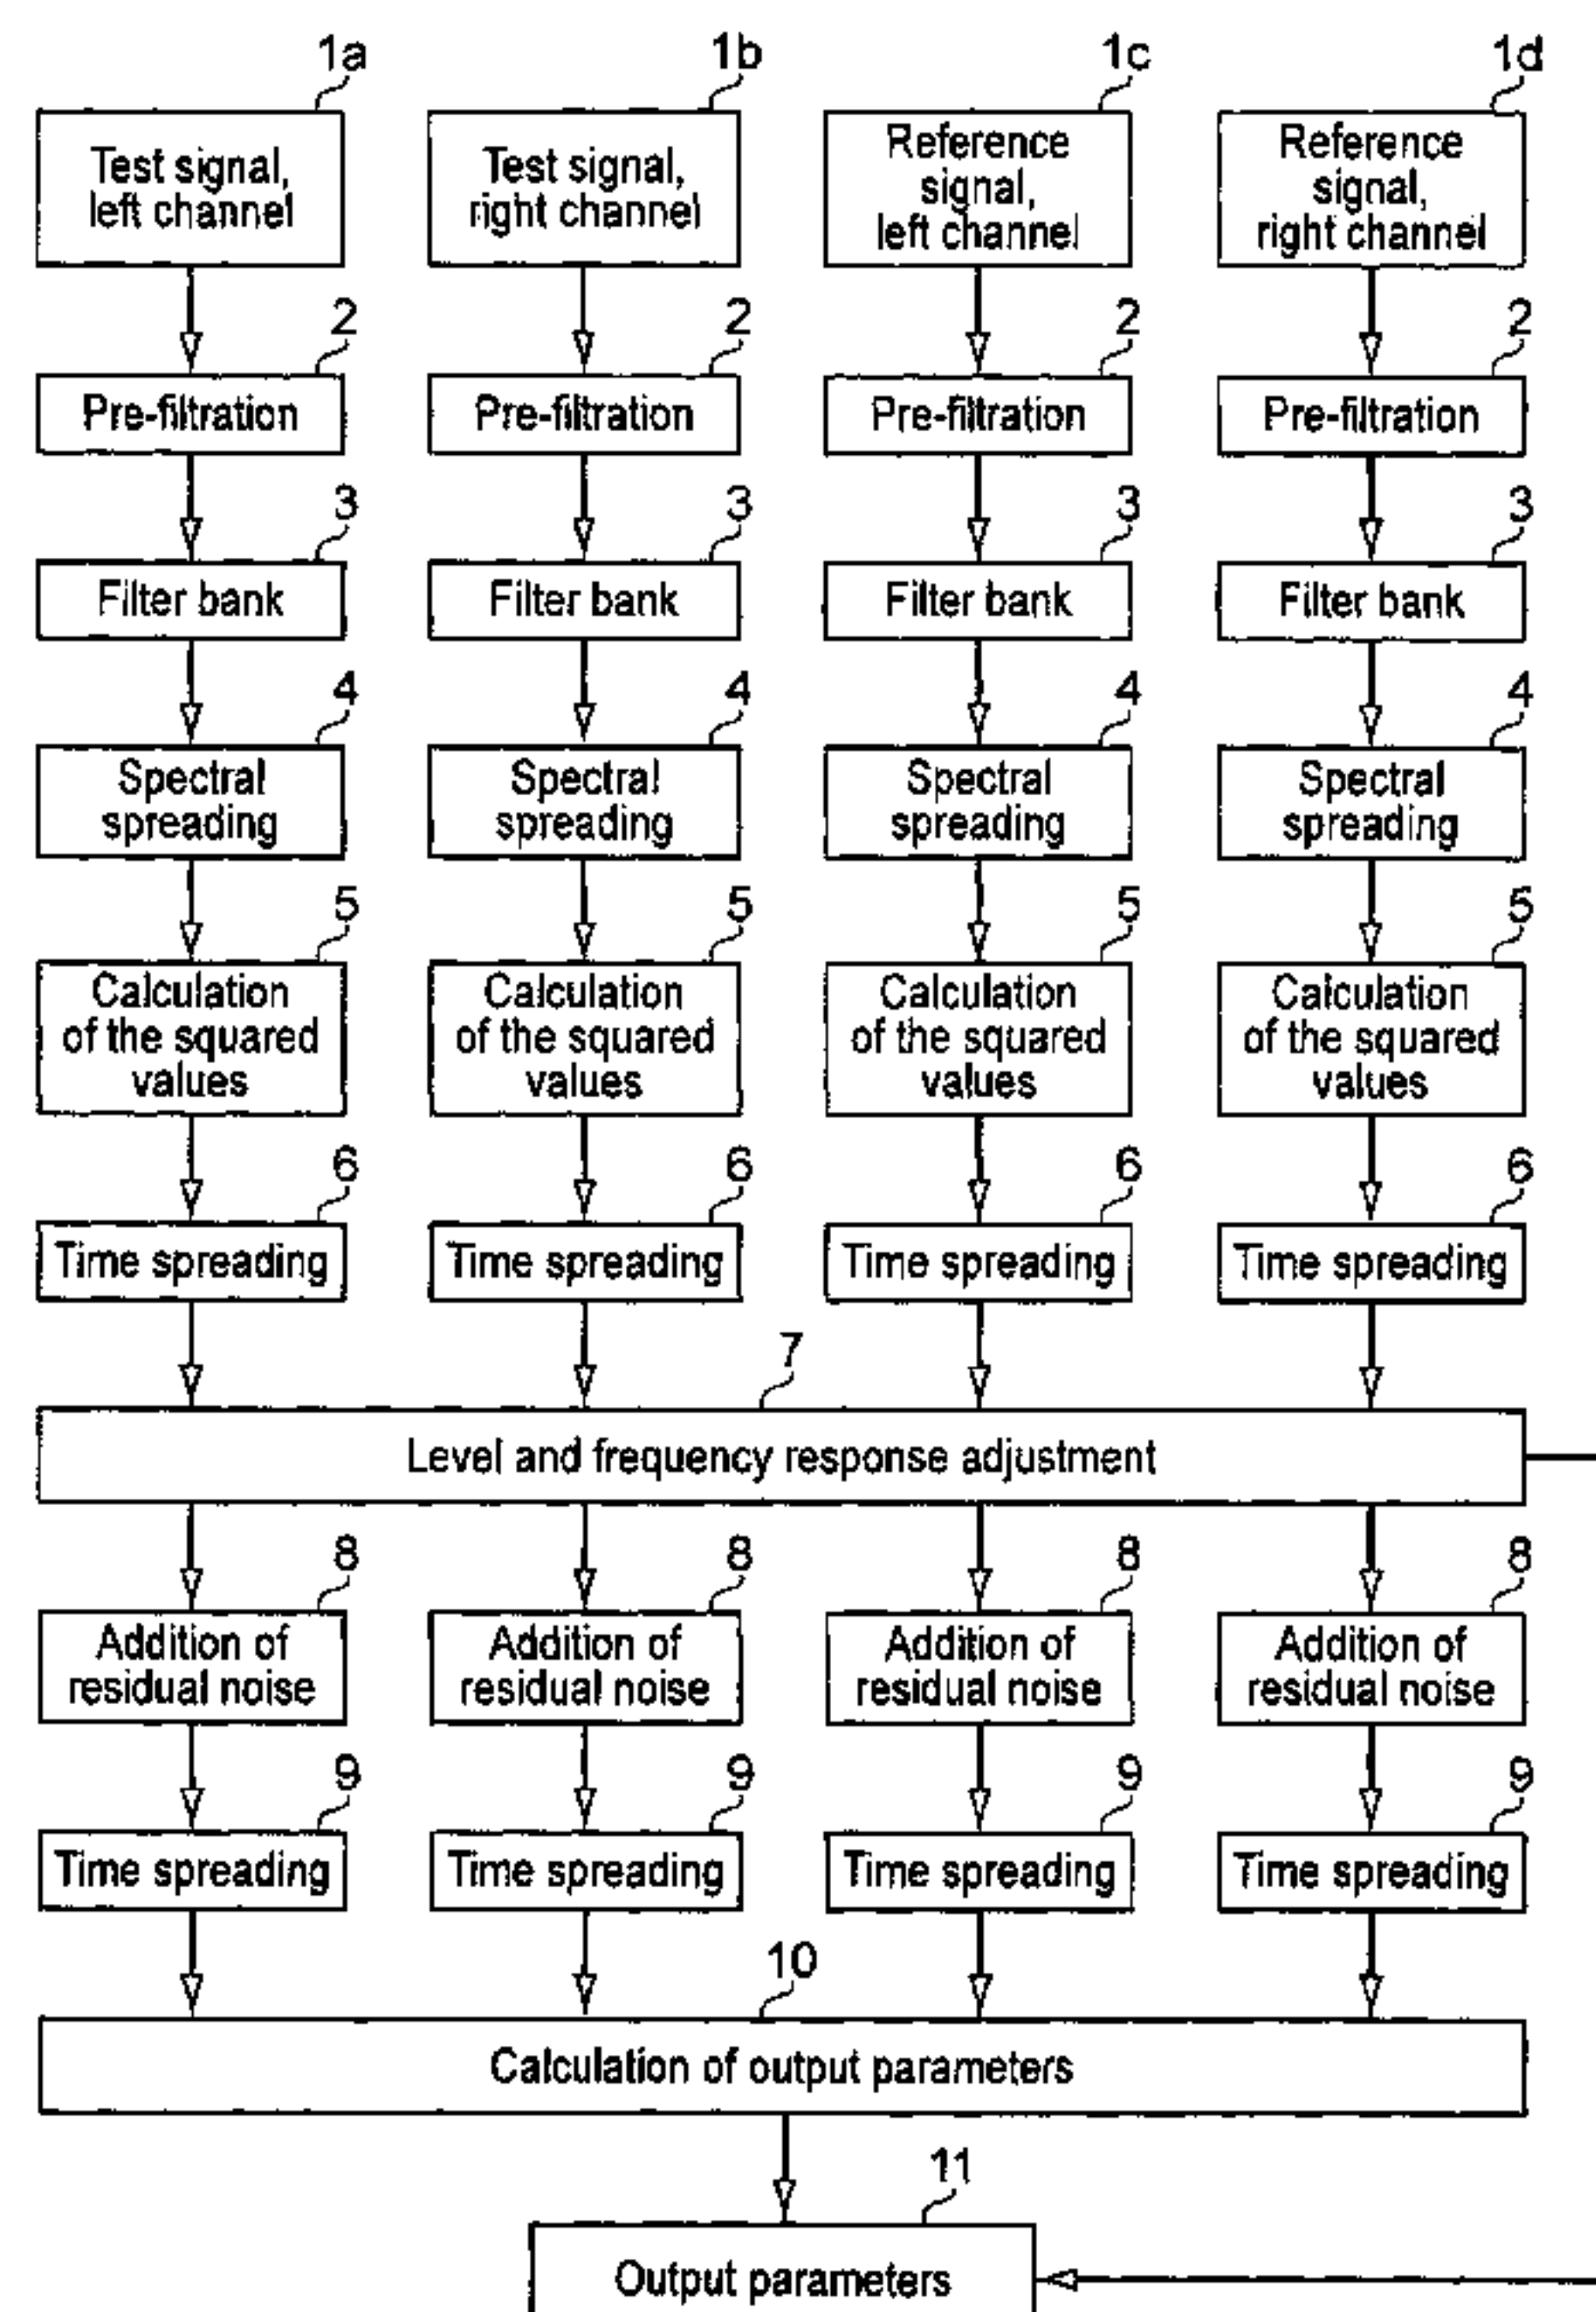 1a 1b 1c 1d
Test signal,
left channel
Test signal,
right channel
Reference
signal,
left channel
Reference
signal,
right channel
2 2 2 2
Pre-filtration Pre-filtration Pre-filtration Pre-filtration
3 3 3 3
Filter bank Filter bank Filter bank Filter bank
4 4 4 4
Spectral
spreading
Spectral
spreading
Spectral
spreading
Spectral
spreading
5 5 5 5
Calculation
of the squared
values
Calculation
of the squared
values
Calculation
of the squared
values
Calculation
of the squared
values
6 6 6 6
Time spreading Time spreading Time spreading Time spreading
7
Level and frequency response adjustment
8 8 8 8
Addition of
residual noise
Addition of
residual noise
Addition of
residual noise
Addition of
residual noise
9 9 9 9
Time spreading Time spreading Time spreading Time spreading
10
Calculation of output parameters
11
Output parameters